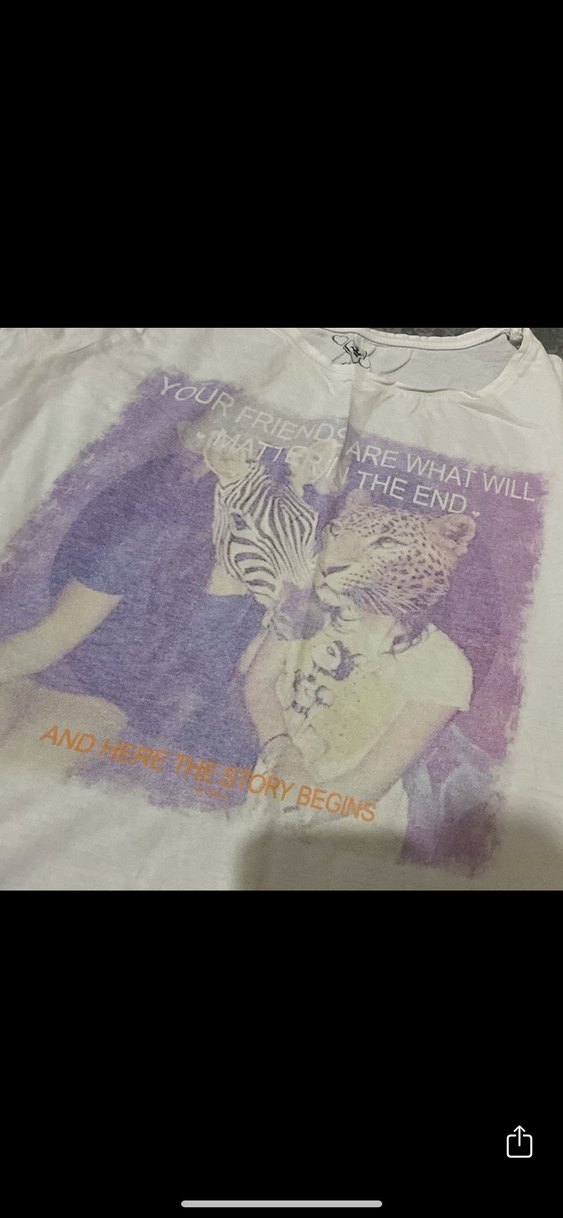 YOUR FRIENDS ARE WHAT WILL
MATTER IN THE END
AND HERE THE STORY BEGINS